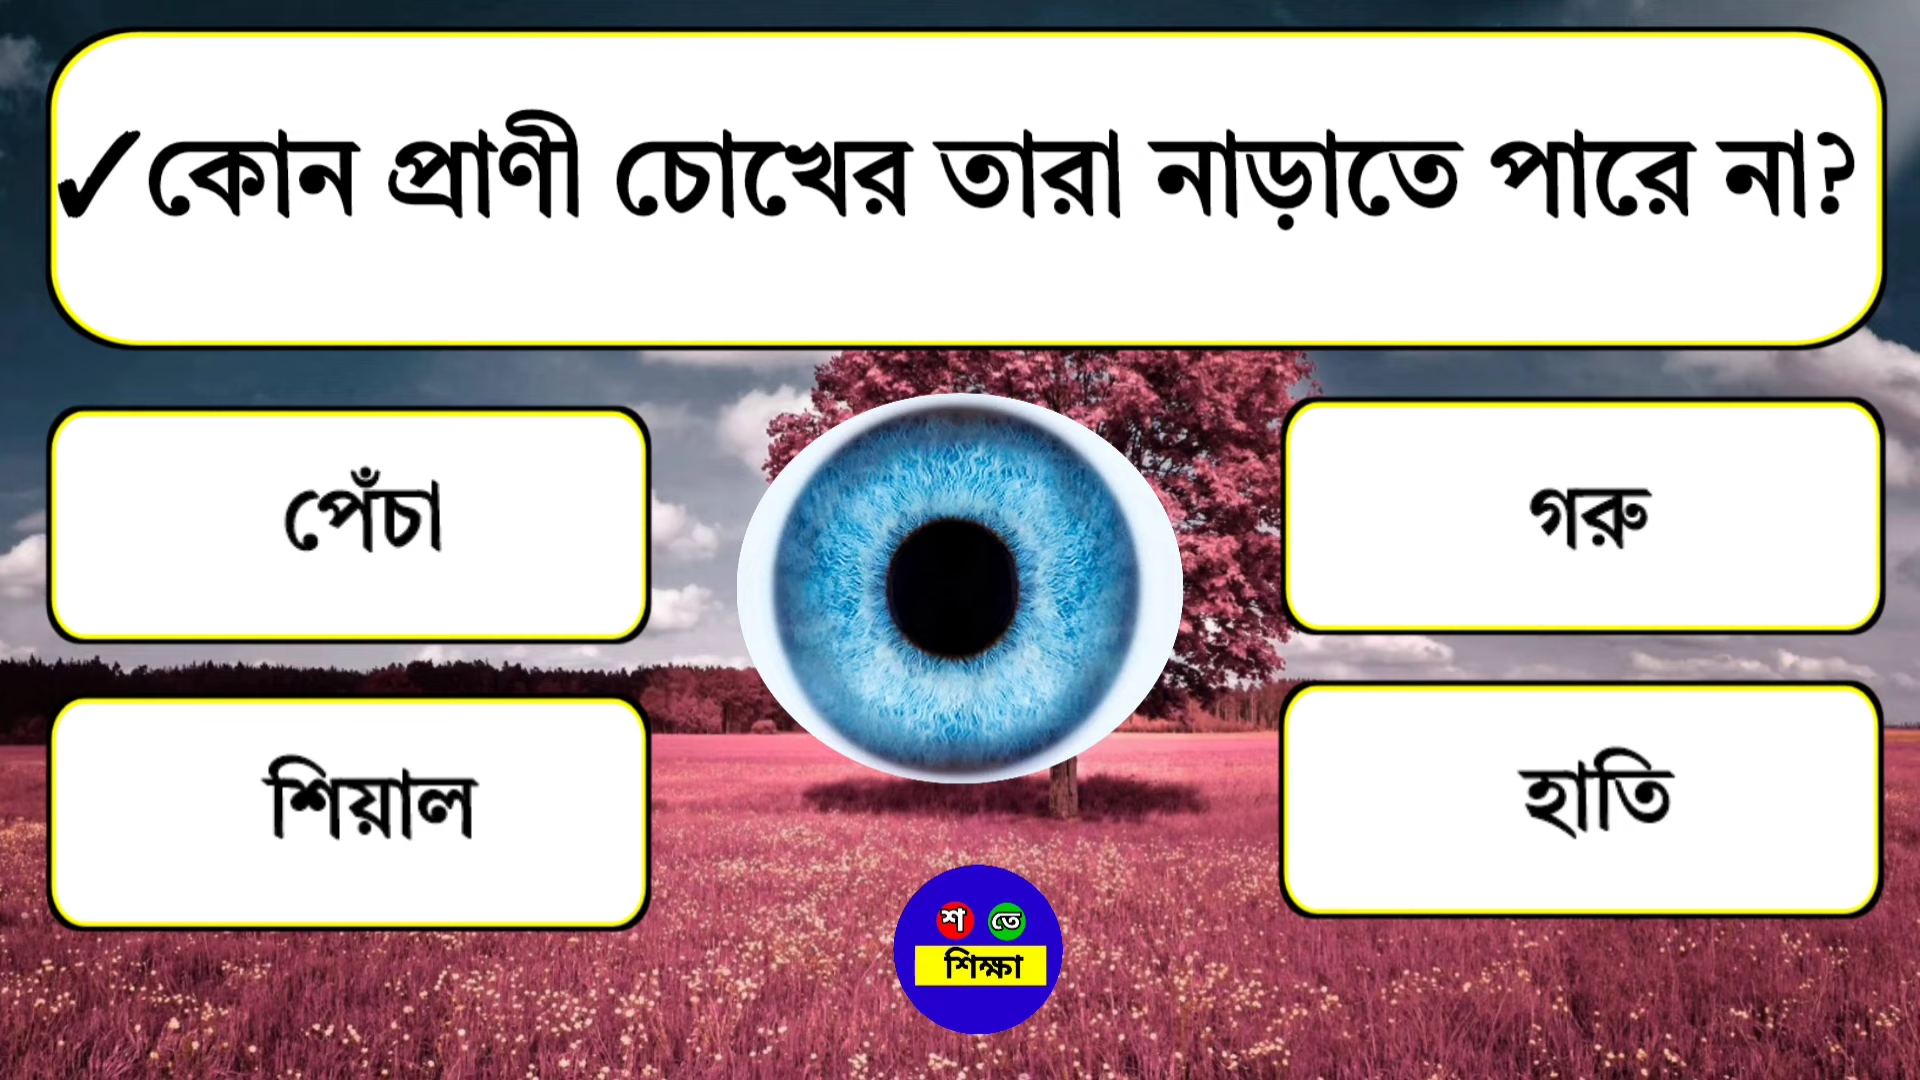 ✓কোন প্রাণী চোখের তারা নাড়াতে পারে না?
পেঁচা
গরু
শিয়াল
হাতি
শ তে
শিক্ষা